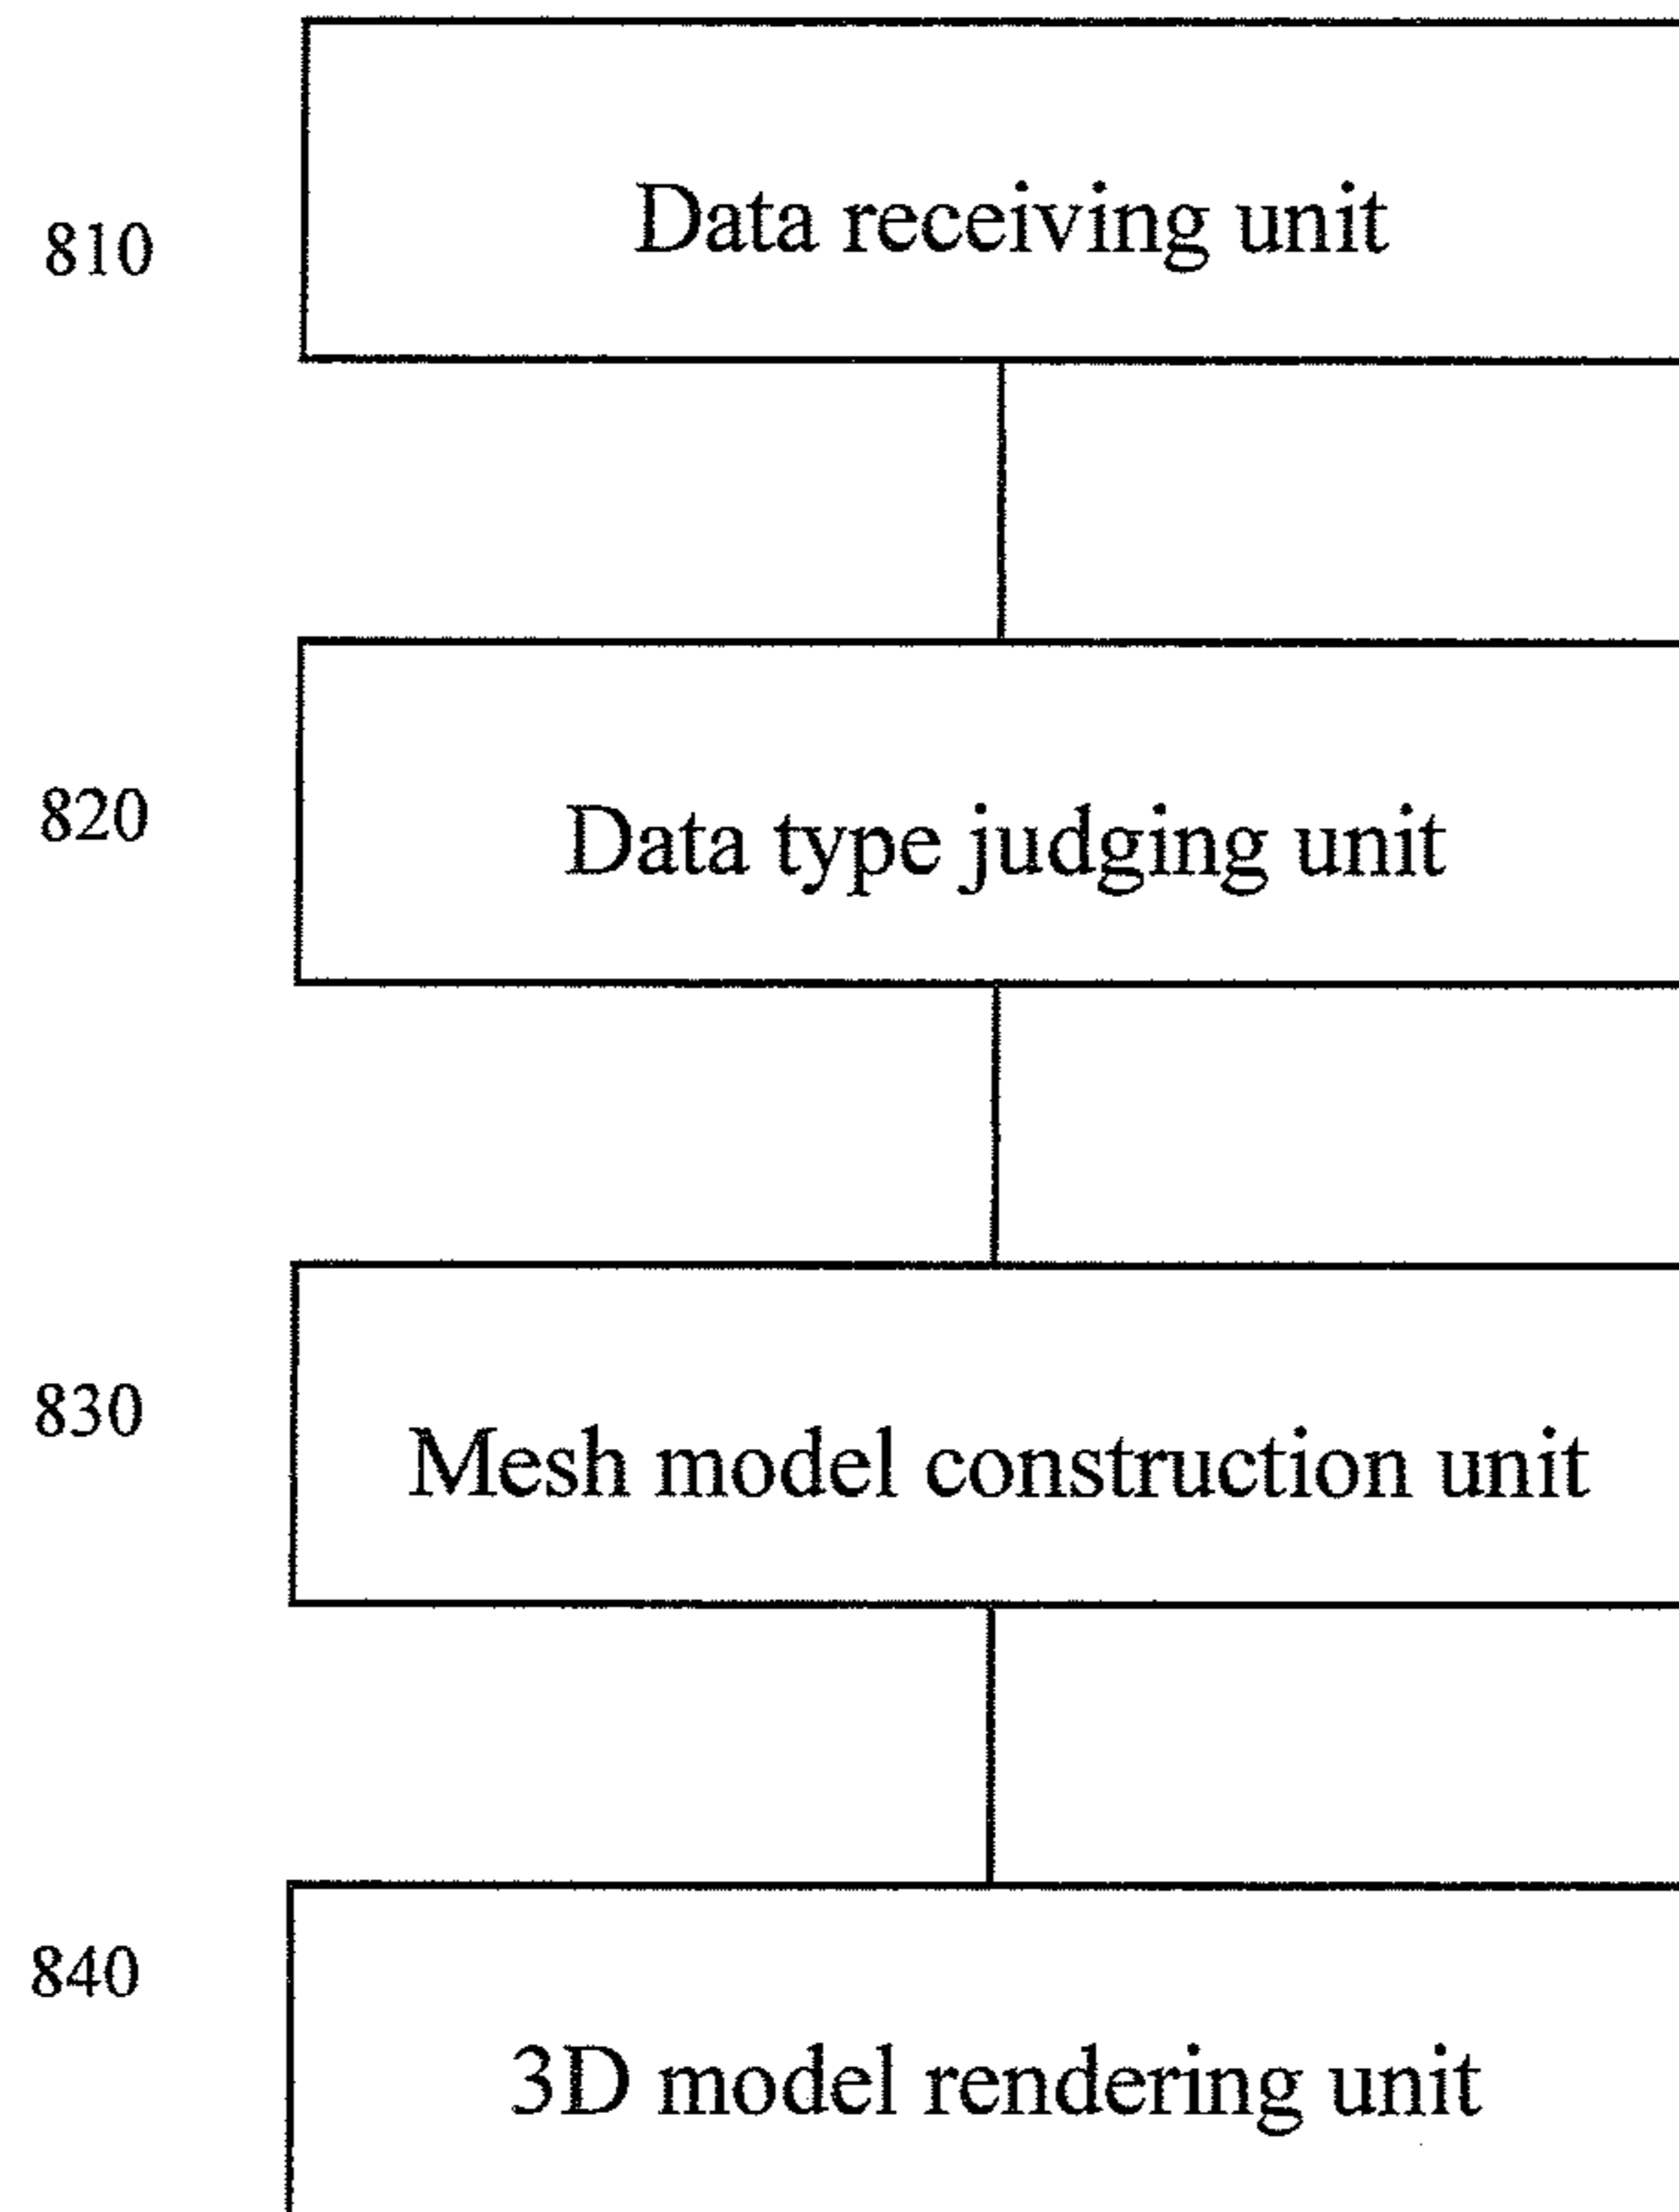 810
Data receiving unit
820
Data type judging unit
830
Mesh model construction unit
840
3D model rendering unit